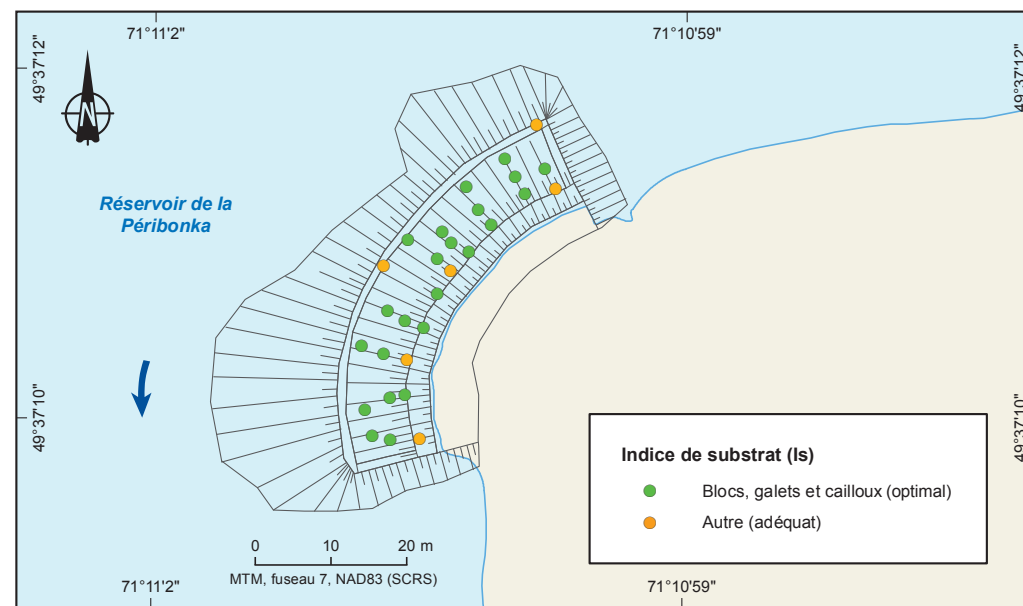 71°11'2"
71°10'59"
49°37'12"
49°37'12"
N
Réservoir de la
Péribonka
49°37'10"
49°37'10"
Indice de substrat (Is)
Blocs, galets et cailloux (optimal)
Autre (adéquat)
0 10 20 m
MTM, fuseau 7, NAD83 (SCRS)
71°11'2"
71°10'59"